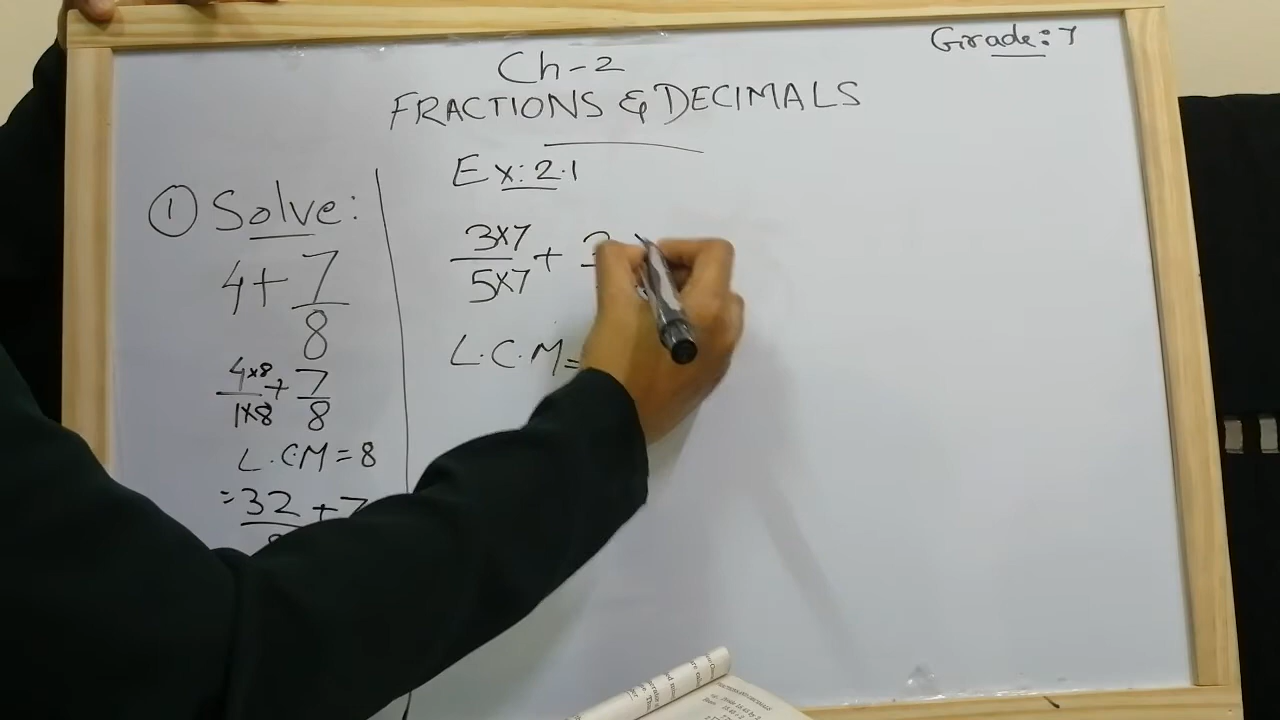 Grade: 7
Ch-2
FRACTIONS & DECIMALS
Ex: 2.1
① Solve:
4 + 7/8
4×8/1×8 + 7/8
L.C.M = 8
= 32 + 7
3×7/5×7 +
L.C.M =